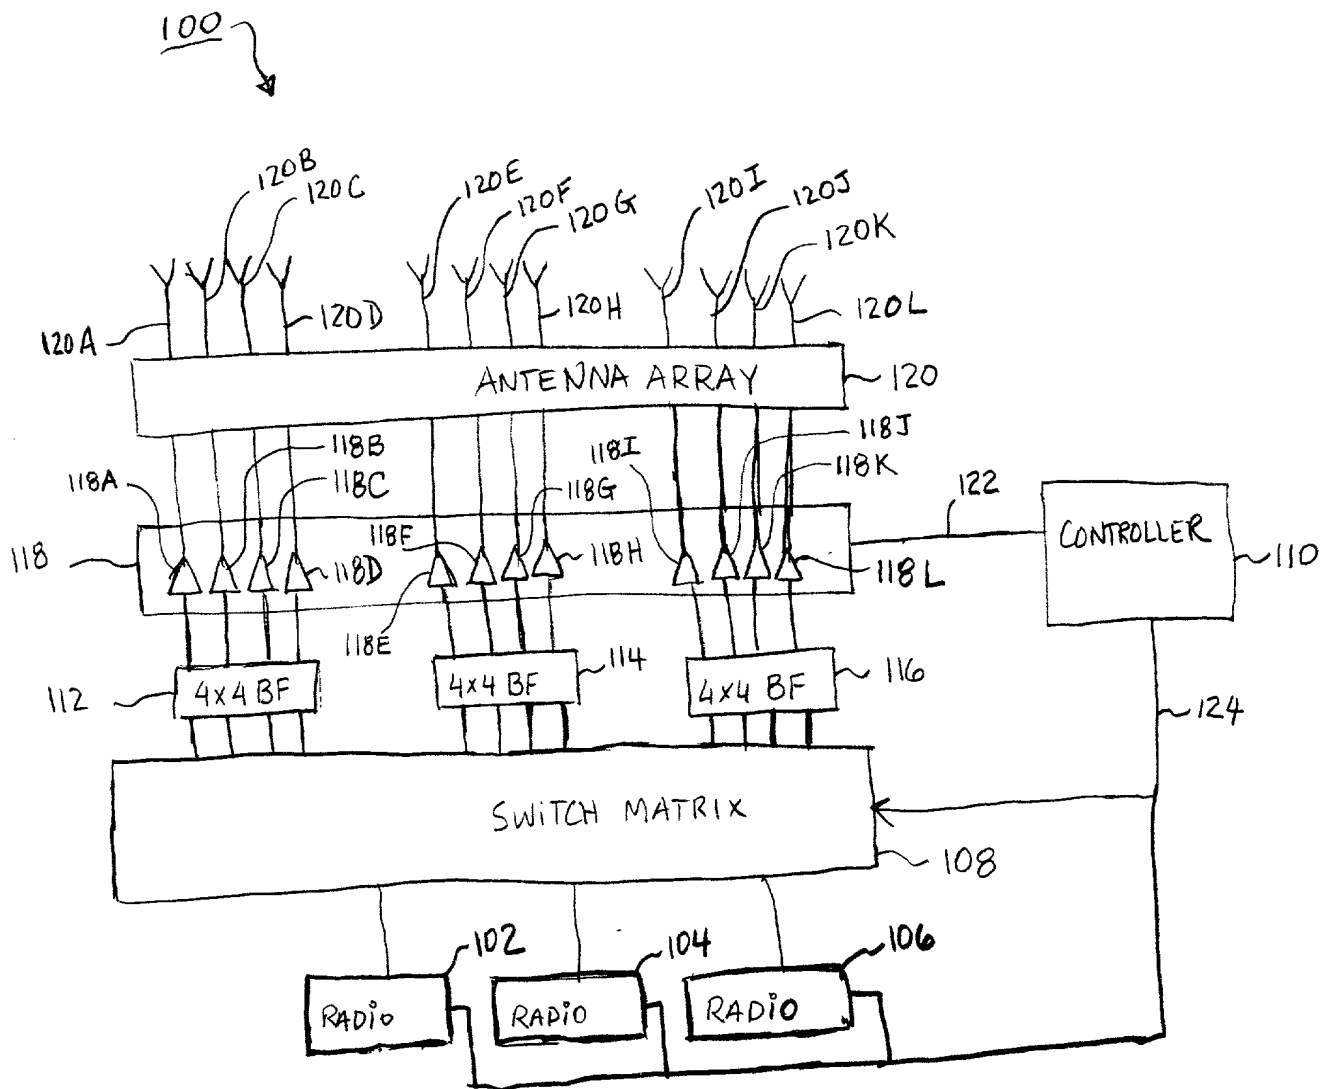 100
120B
120C
120E
120F
120G
120I
120J
120K
120A
120D
120H
120L
ANTENNA ARRAY
120
118A
118B
118C
118F
118G
118I
118J
118K
122
CONTROLLER
110
118
118D
118E
118H
118L
112
4x4 BF
114
4x4 BF
116
4x4 BF
124
SWITCH MATRIX
108
102
104
106
RADIO
RADIO
RADIO